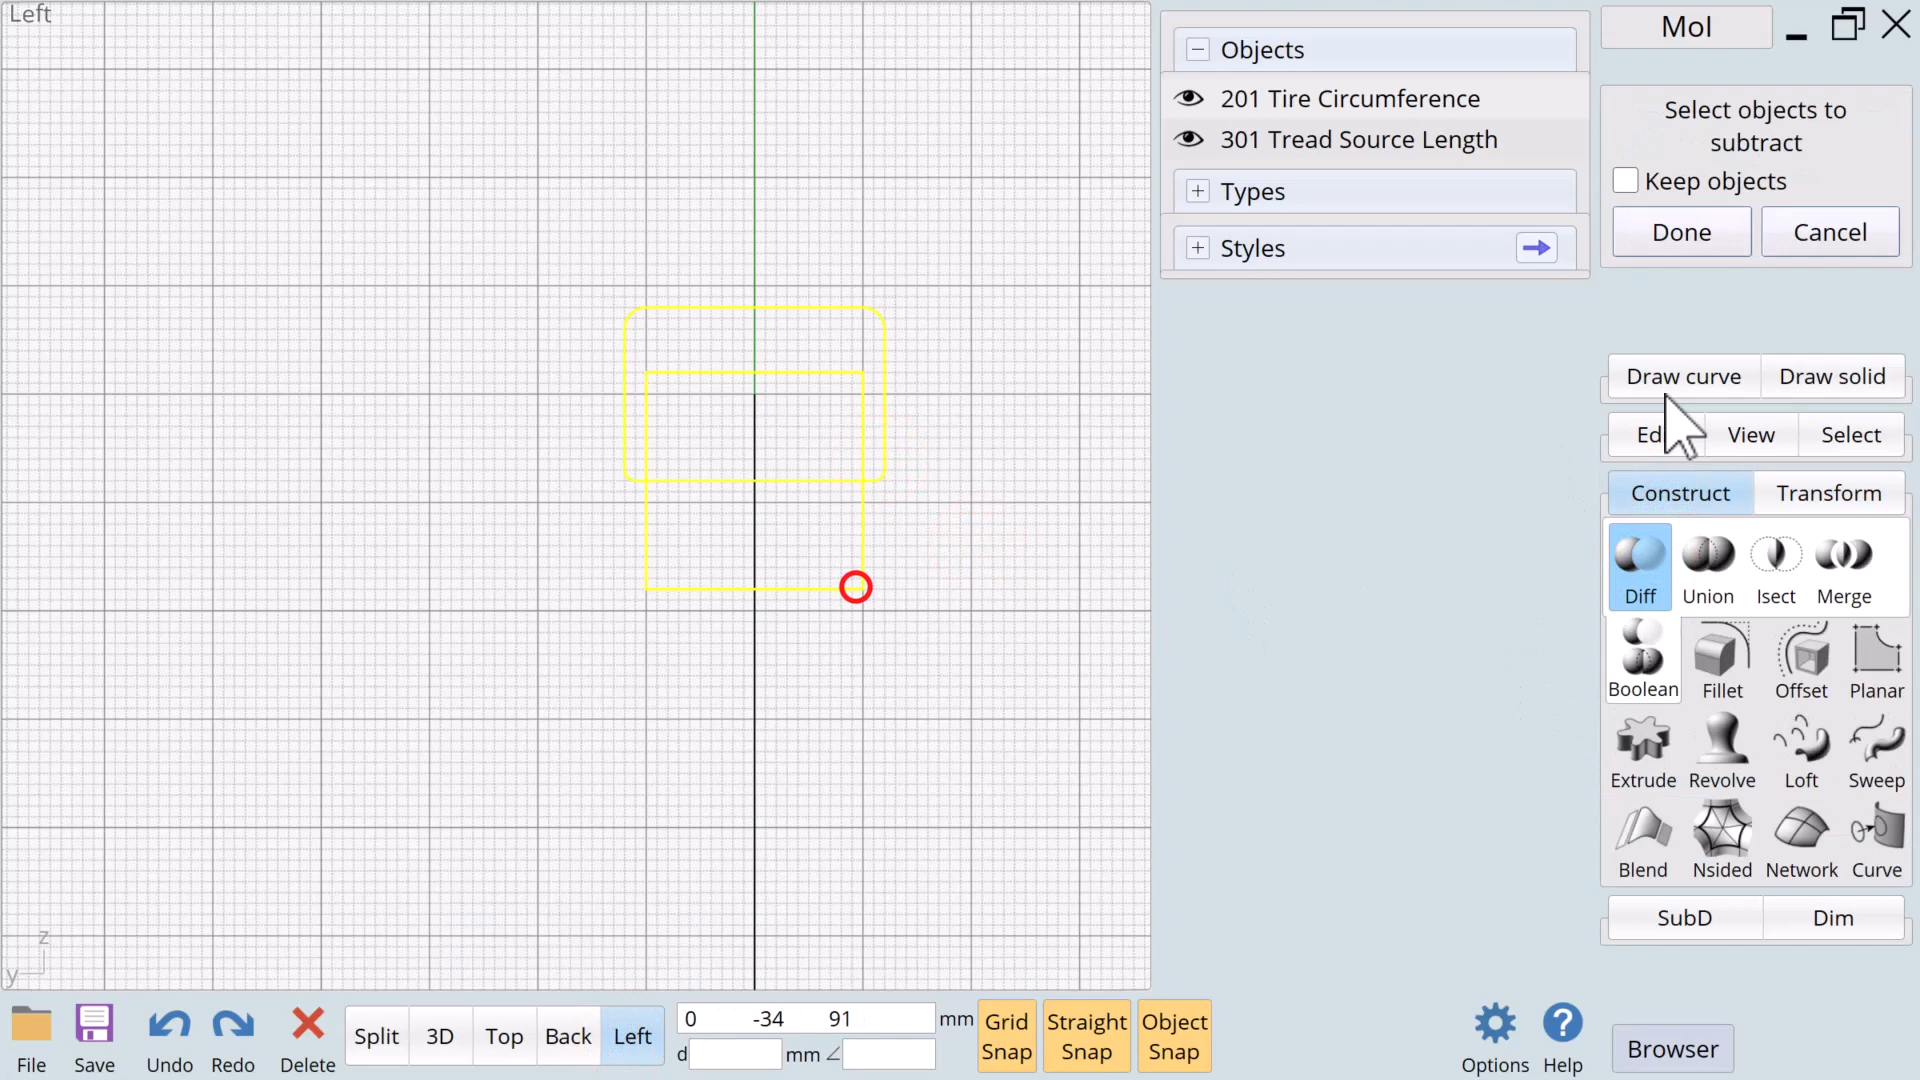 Left
z
y
Objects
201 Tire Circumference
301 Tread Source Length
Types
Styles
MoI
Select objects to
subtract
Keep objects
Done Cancel
Draw curve Draw solid
Ed View Select
Construct Transform
Diff Union Isect Merge
Boolean Fillet Offset Planar
Extrude Revolve Loft Sweep
Blend Nsided Network Curve
SubD Dim
File Save Undo Redo Delete
Split 3D Top Back Left
0 -34 91 mm
d mm ∠
Grid
Snap
Straight
Snap
Object
Snap
Options Help
Browser